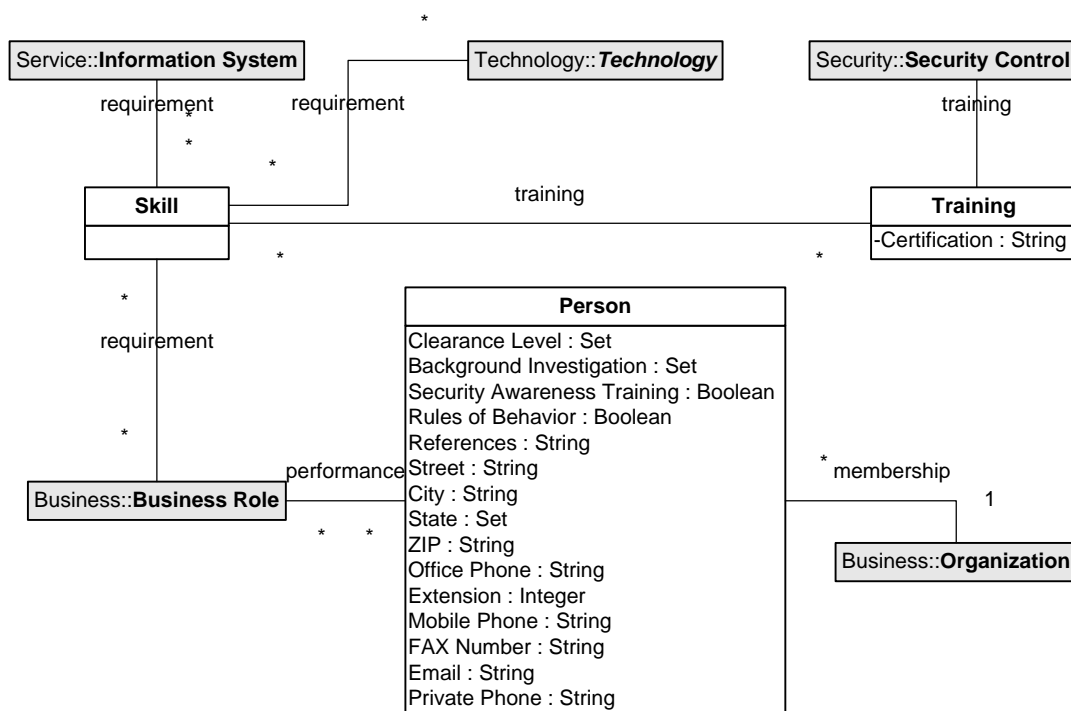 *
Service::Information System
Technology::Technology
Security::Security Control
requirement
requirement
training
*
*
*
Skill
training
Training
-Certification : String
*
*
*
Person
requirement
Clearance Level : Set
Background Investigation : Set
Security Awareness Training : Boolean
Rules of Behavior : Boolean
References : String
*
*
performance
Street : String
membership
Business::Business Role
City : String
1
State : Set
*
*
ZIP : String
Business::Organization
Office Phone : String
Extension : Integer
Mobile Phone : String
FAX Number : String
Email : String
Private Phone : String